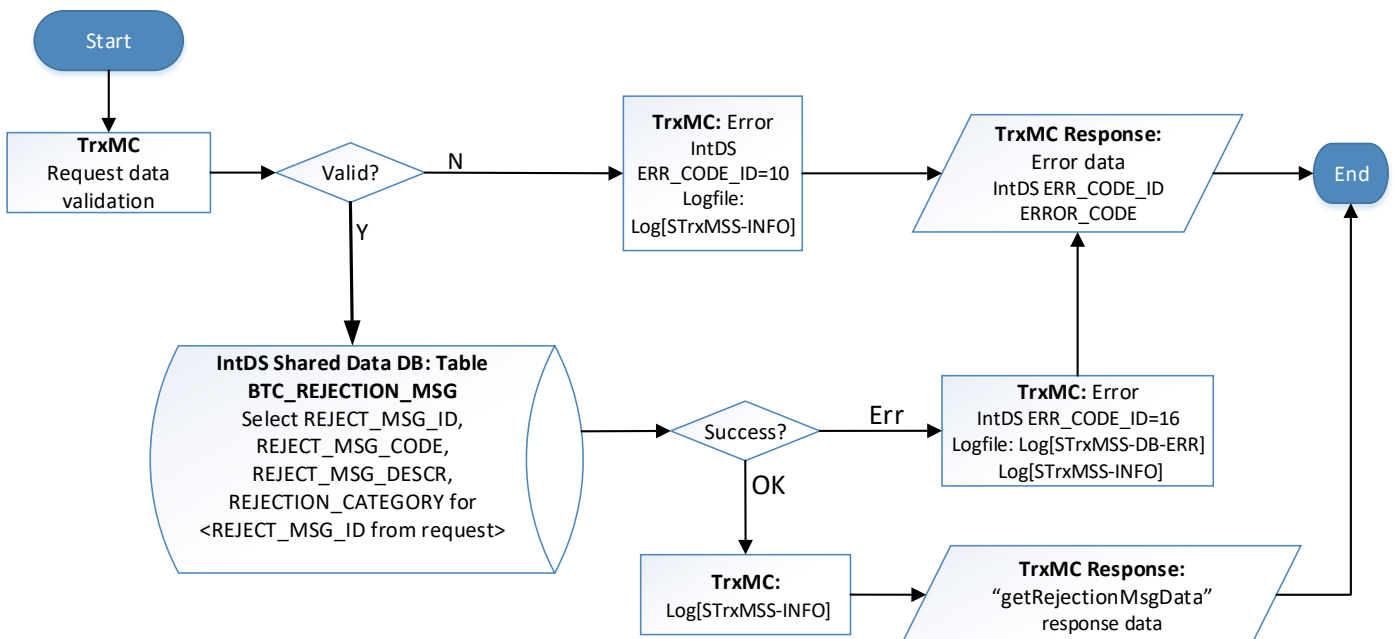 Start
TrxMC
Request data
validation
Valid?
N
Y
TrxMC: Error
IntDS
ERR_CODE_ID=10
Logfile:
Log[STrxMSS-INFO]
TrxMC Response:
Error data
IntDS ERR_CODE_ID
ERROR_CODE
End
IntDS Shared Data DB: Table
BTC_REJECTION_MSG
Select REJECT_MSG_ID,
REJECT_MSG_CODE,
REJECT_MSG_DESCR,
REJECTION_CATEGORY for
<REJECT_MSG_ID from request>
Success?
Err
OK
TrxMC: Error
IntDS ERR_CODE_ID=16
Logfile: Log[STrxMSS-DB-ERR]
Log[STrxMSS-INFO]
TrxMC:
Log[STrxMSS-INFO]
TrxMC Response:
“getRejectionMsgData”
response data